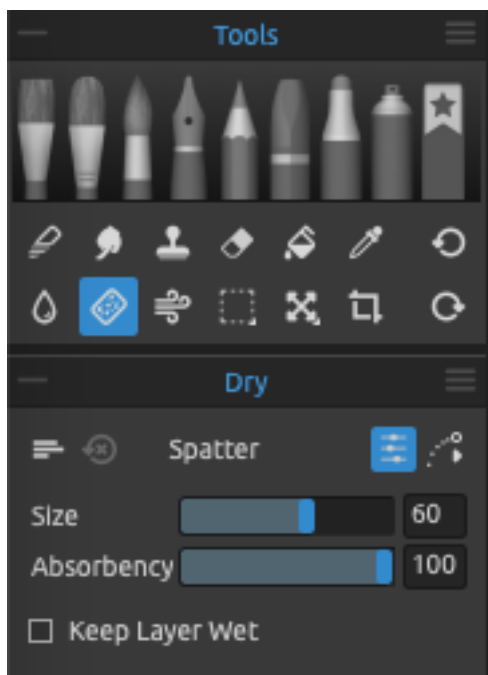 Tools
Dry
Spatter
Size 60
Absorbency 100
Keep Layer Wet